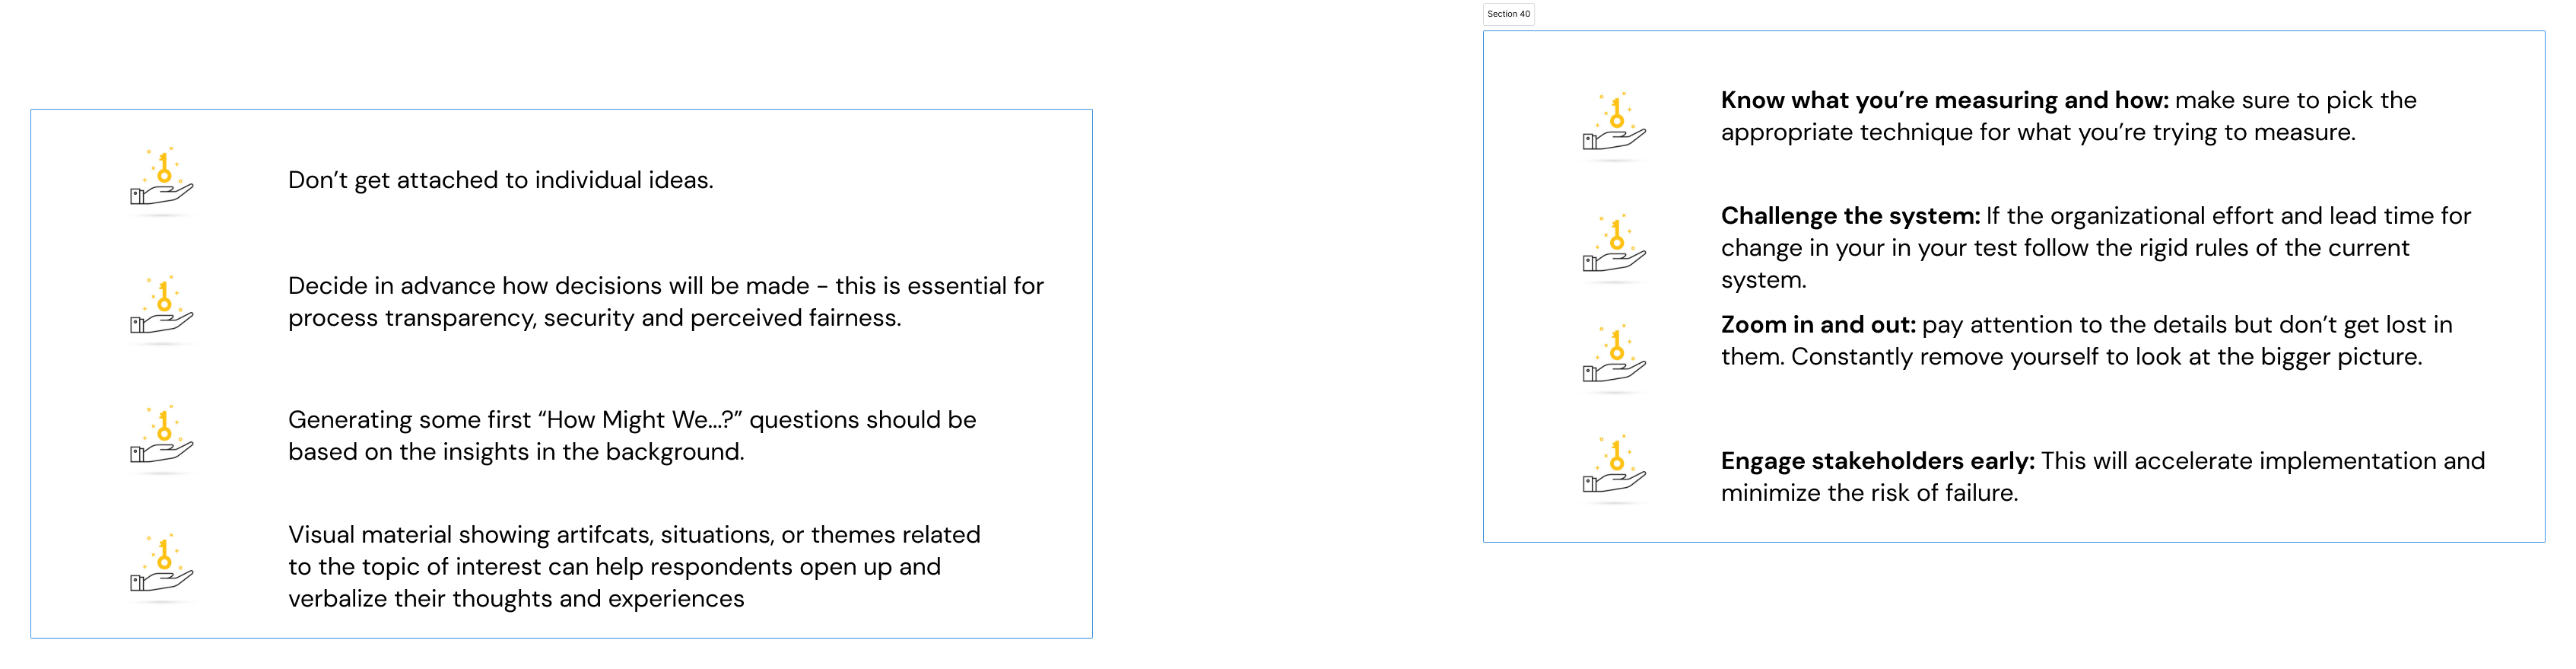 Don’t get attached to individual ideas.
Decide in advance how decisions will be made - this is essential for
process transparency, security and perceived fairness.
Generating some first “How Might We...?” questions should be
based on the insights in the background.
Visual material showing artifcats, situations, or themes related
to the topic of interest can help respondents open up and
verbalize their thoughts and experiences
Section 40
Know what you’re measuring and how: make sure to pick the
appropriate technique for what you’re trying to measure.
Challenge the system: If the organizational effort and lead time for
change in your in your test follow the rigid rules of the current
system.
Zoom in and out: pay attention to the details but don’t get lost in
them. Constantly remove yourself to look at the bigger picture.
Engage stakeholders early: This will accelerate implementation and
minimize the risk of failure.